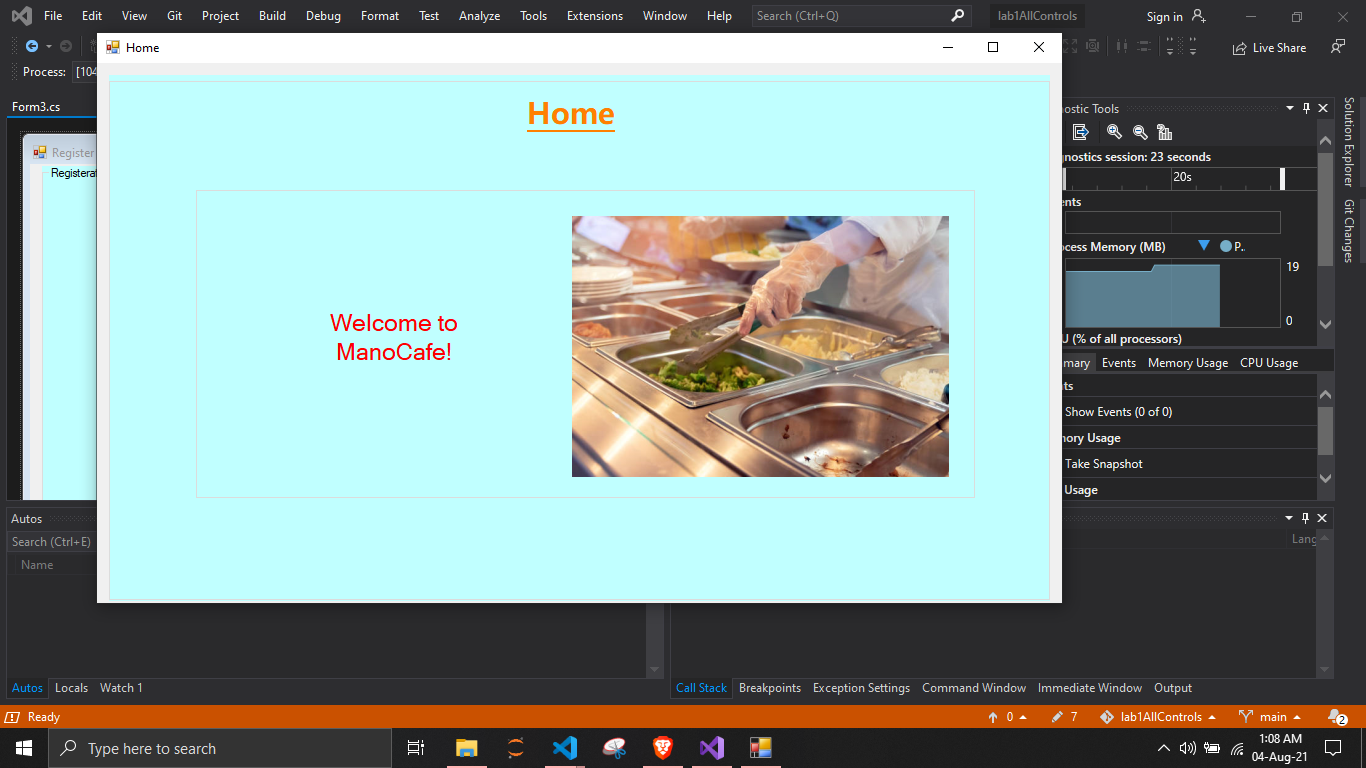 File Edit View Git Project Build Debug Format Test Analyze Tools Extensions Window Help Search (Ctrl+Q) lab1AllControls Sign in
Live Share
Process: [104
Home
Form3.cs
Register
Registerat
Home
Welcome to
ManoCafe!
nostic Tools
gnostics session: 23 seconds
20s
ents
cess Memory (MB) P..
19
0
U (% of all processors)
mary Events Memory Usage CPU Usage
ts
Show Events (0 of 0)
mory Usage
Take Snapshot
Usage
Solution Explorer
Git Changes
Autos
Search (Ctrl+E)
Name
Lang
Autos Locals Watch 1
Call Stack Breakpoints Exception Settings Command Window Immediate Window Output
Ready 0 7 lab1AllControls main 2
Type here to search
1:08 AM
04-Aug-21